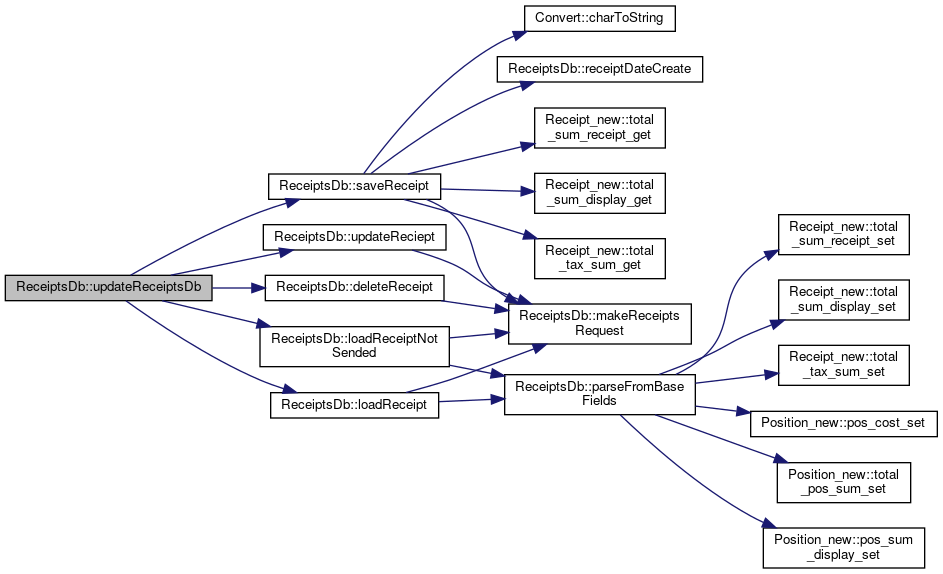 Convert::charToString
ReceiptsDb::receiptDateCreate
Receipt_new::total
_sum_receipt_get
ReceiptsDb::saveReceipt
Receipt_new::total
_sum_display_get
Receipt_new::total
_sum_receipt_set
ReceiptsDb::updateReciept
Receipt_new::total
_tax_sum_get
ReceiptsDb::updateReceiptsDb
ReceiptsDb::deleteReceipt
Receipt_new::total
_sum_display_set
ReceiptsDb::makeReceipts
Request
ReceiptsDb::loadReceiptNot
Sended
Receipt_new::total
_tax_sum_set
ReceiptsDb::parseFromBase
Fields
ReceiptsDb::loadReceipt
Position_new::pos_cost_set
Position_new::total
_pos_sum_set
Position_new::pos_sum
_display_set